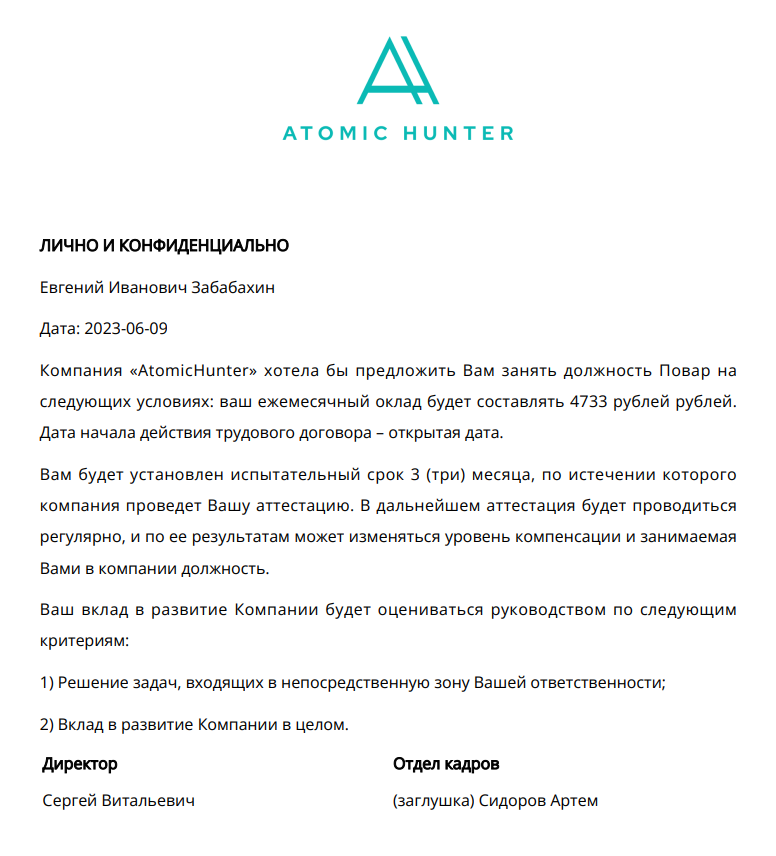 ATOMIC HUNTER
ЛИЧНО И КОНФИДЕНЦИАЛЬНО
Евгений Иванович Забабахин
Дата: 2023-06-09
Компания «AtomicHunter» хотела бы предложить Вам занять должность Повар на
следующих условиях: ваш ежемесячный оклад будет составлять 4733 рублей рублей.
Дата начала действия трудового договора – открытая дата.
Вам будет установлен испытательный срок 3 (три) месяца, по истечении которого
компания проведет Вашу аттестацию. В дальнейшем аттестация будет проводиться
регулярно, и по ее результатам может изменяться уровень компенсации и занимаемая
Вами в компании должность.
Ваш вклад в развитие Компании будет оцениваться руководством по следующим
критериям:
1) Решение задач, входящих в непосредственную зону Вашей ответственности;
2) Вклад в развитие Компании в целом.
Директор Отдел кадров
Сергей Витальевич (заглушка) Сидоров Артем